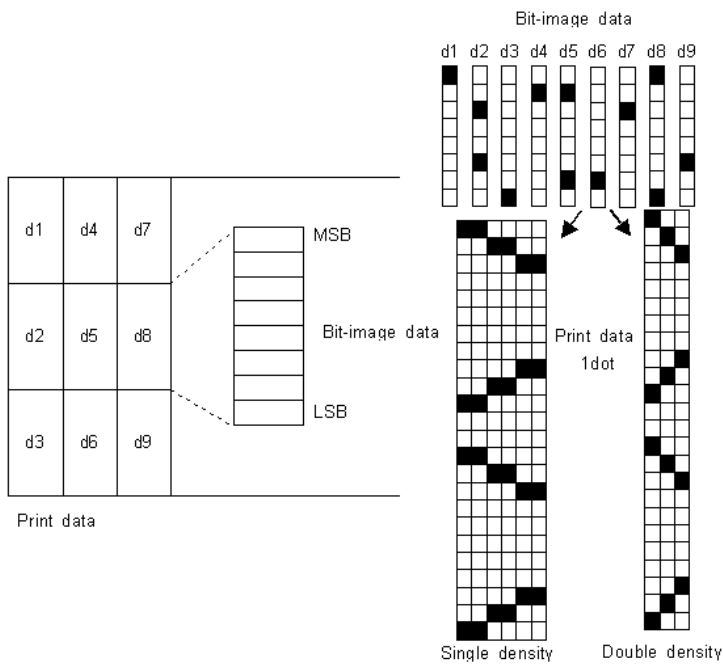 Bit-image data
d1 d2 d3 d4 d5 d6 d7 d8 d9
d1 d4 d7
MSB
d2 d5 d8
Bit-image data
LSB
d3 d6 d9
Print data
Print data
1dot
Single density
Double density